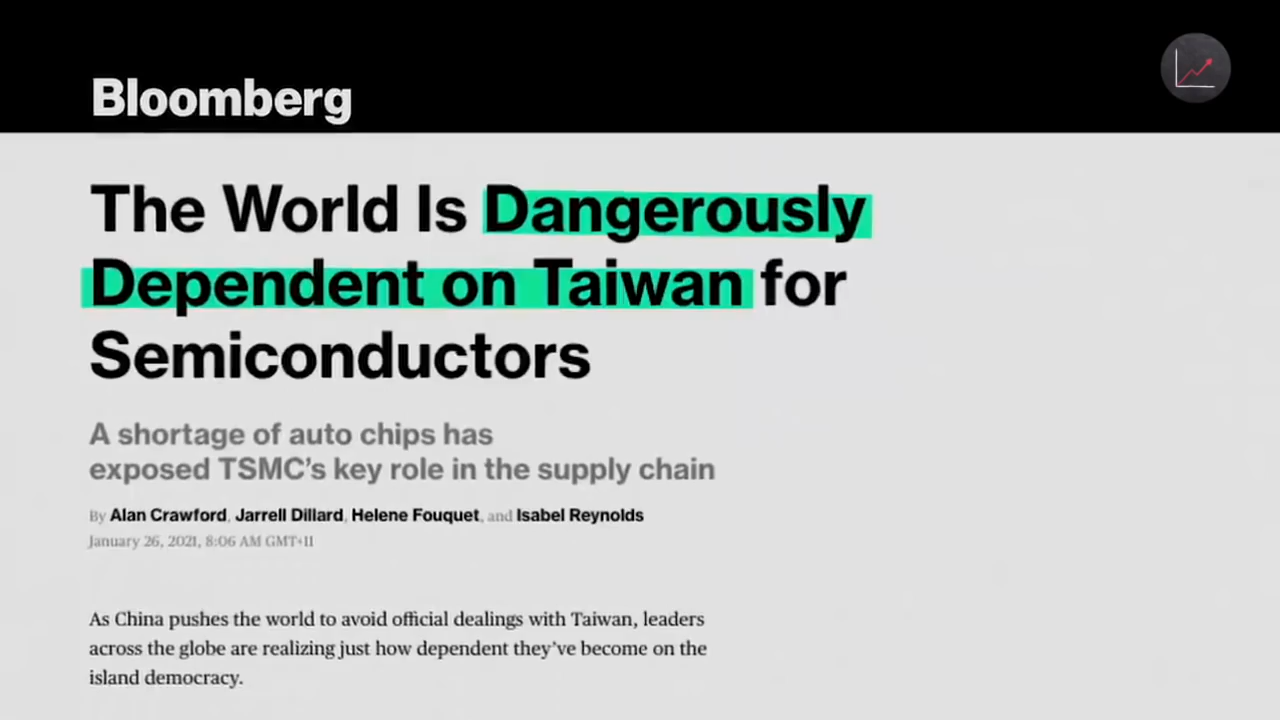 Bloomberg
The World Is Dangerously
Dependent on Taiwan for
Semiconductors
A shortage of auto chips has
exposed TSMC's key role in the supply chain
By Alan Crawford, Jarrell Dillard, Helene Fouquet, and Isabel Reynolds
January 26, 2021, 8:06 AM GMT+11
As China pushes the world to avoid official dealings with Taiwan, leaders
across the globe are realizing just how dependent they've become on the
island democracy.